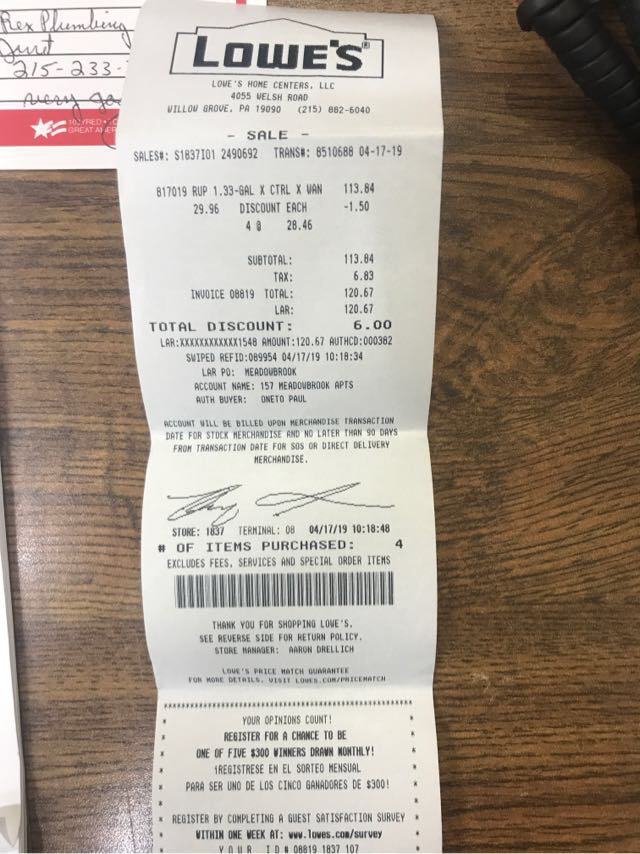 Rex Plumbing
215-233-
very
LOWE'S
LOWE'S HOME CENTERS, LLC
4055 WELSH ROAD
WILLOW GROVE, PA 19090 (215) 882-6040
- SALE -
SALES#: S1837IO1 2490692 TRANS#: 8510688 04-17-19
817019 RUP 1.33-GAL X CTRL X WAN 113.84
29.96 DISCOUNT EACH -1.50
4 @ 28.46
SUBTOTAL: 113.84
TAX: 6.83
INVOICE 08819 TOTAL: 120.67
LAR: 120.67
TOTAL DISCOUNT: 6.00
LAR:XXXXXXXXXXXX1548 AMOUNT:120.67 AUTHCD:000382
SWIPED REFID:089954 04/17/19 10:18:34
LAR PO: MEADOWBROOK
ACCOUNT NAME: 157 MEADOWBROOK APTS
AUTH BUYER: ONETO PAUL
ACCOUNT WILL BE BILLED UPON MERCHANDISE TRANSACTION
DATE FOR STOCK MERCHANDISE AND NO LATER THAN 90 DAYS
FROM TRANSACTION DATE FOR SOS OR DIRECT DELIVERY
MERCHANDISE.
STORE: 1837 TERMINAL: 08 04/17/19 10:18:48
# OF ITEMS PURCHASED: 4
EXCLUDES FEES, SERVICES AND SPECIAL ORDER ITEMS
THANK YOU FOR SHOPPING LOWE'S.
SEE REVERSE SIDE FOR RETURN POLICY.
STORE MANAGER: AARON DRELLICH
LOWE'S PRICE MATCH GUARANTEE
FOR MORE DETAILS, VISIT LOWES.COM/PRICEMATCH
****************************************************
* YOUR OPINIONS COUNT! *
* REGISTER FOR A CHANCE TO BE *
* ONE OF FIVE $300 WINNERS DRAWN MONTHLY! *
* ¡REGISTRESE EN EL SORTEO MENSUAL *
* PARA SER UNO DE LOS CINCO GANADORES DE $300! *
* *
* REGISTER BY COMPLETING A GUEST SATISFACTION SURVEY *
* WITHIN ONE WEEK AT: www.lowes.com/survey *
* Y O U R I D # 08819 1837 107